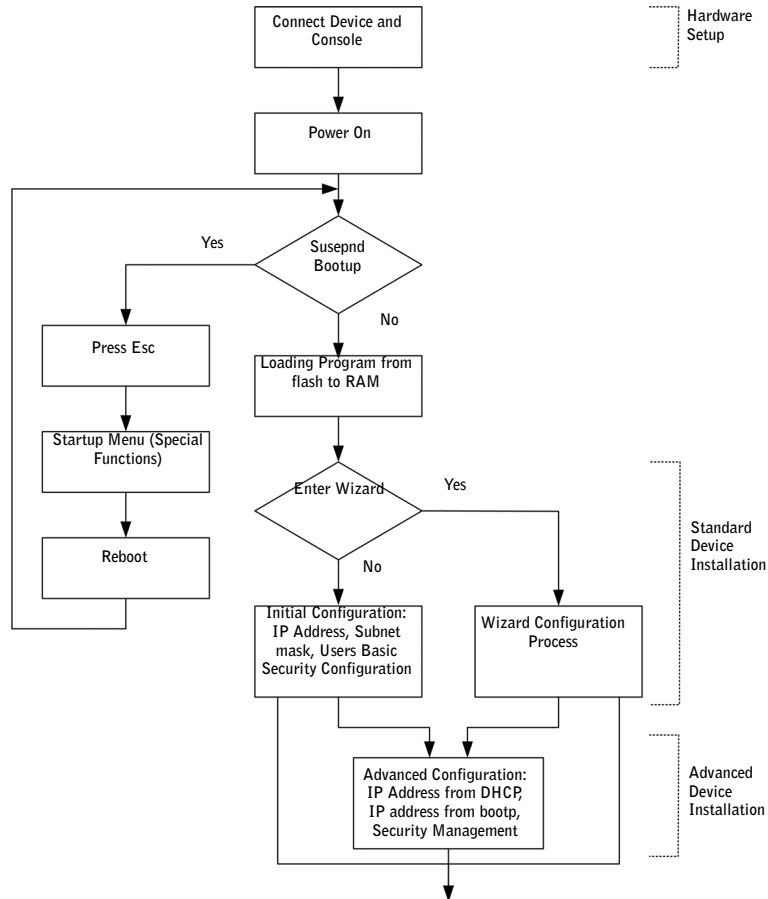 Connect Device and
Console
Hardware
Setup
Power On
Yes
Susepnd
Bootup
No
Press Esc
Loading Program from
flash to RAM
Startup Menu (Special
Functions)
Enter Wizard
Yes
Reboot
No
Standard
Device
Installation
Initial Configuration:
IP Address, Subnet
mask, Users Basic
Security Configuration
Wizard Configuration
Process
Advanced Configuration:
IP Address from DHCP,
IP address from bootp,
Security Management
Advanced
Device
Installation